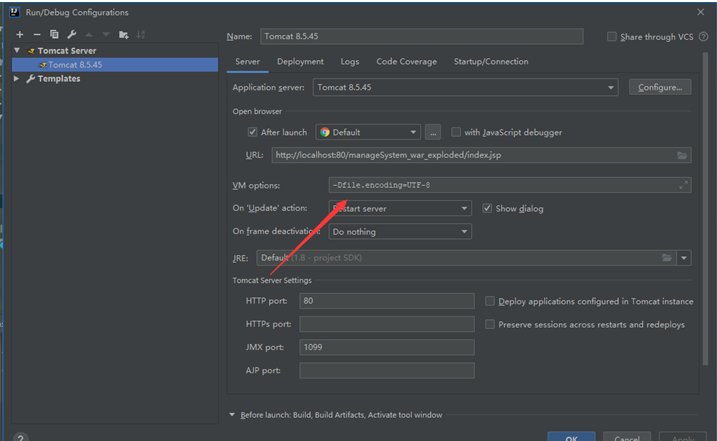 Run/Debug Configurations
Name: Tomcat 8.5.45 Share through VCS
Tomcat Server
Tomcat 8.5.45
Templates
Server Deployment Logs Code Coverage Startup/Connection
Application server: Tomcat 8.5.45 Configure...
Open browser
After launch Default ... with JavaScript debugger
URL: http://localhost:80/manageSystem_war_exploded/index.jsp
VM options: -Dfile.encoding=UTF-8
On 'Update' action: Restart server Show dialog
On frame deactivation: Do nothing
JRE: Default (1.8 - project SDK)
Tomcat Server Settings
HTTP port: 80 Deploy applications configured in Tomcat instance
HTTPs port: Preserve sessions across restarts and redeploys
JMX port: 1099
AJP port:
Before launch: Build, Build Artifacts, Activate tool window
? OK Cancel Apply